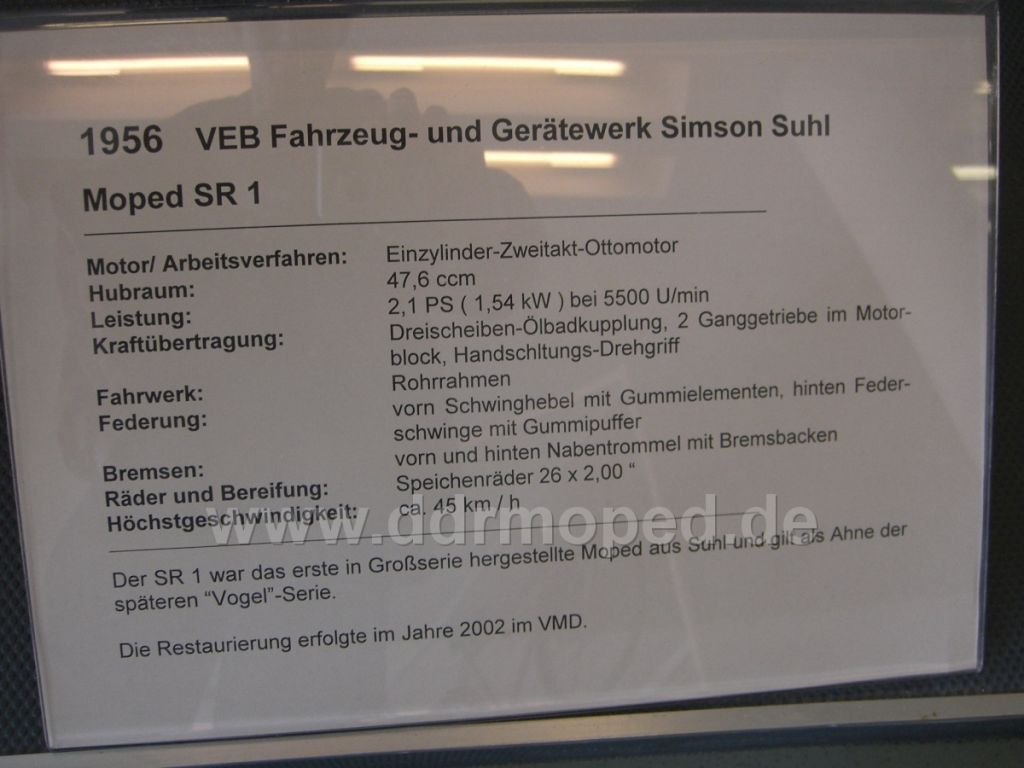 1956 VEB Fahrzeug- und Gerätewerk Simson Suhl
Moped SR 1
Motor/ Arbeitsverfahren: Einzylinder-Zweitakt-Ottomotor
Hubraum: 47,6 ccm
Leistung: 2,1 PS ( 1,54 kW ) bei 5500 U/min
Kraftübertragung: Dreischeiben-Ölbadkupplung, 2 Ganggetriebe im Motor-
block, Handschltungs-Drehgriff
Fahrwerk: Rohrrahmen
Federung: vorn Schwinghebel mit Gummielementen, hinten Feder-
schwinge mit Gummipuffer
Bremsen: vorn und hinten Nabentrommel mit Bremsbacken
Räder und Bereifung: Speichenräder 26 x 2,00 “
Höchstgeschwindigkeit: ca. 45 km / h
www.ddrmoped.de
Der SR 1 war das erste in Großserie hergestellte Moped aus Suhl und gilt als Ahne der
späteren “Vogel”-Serie.
Die Restaurierung erfolgte im Jahre 2002 im VMD.